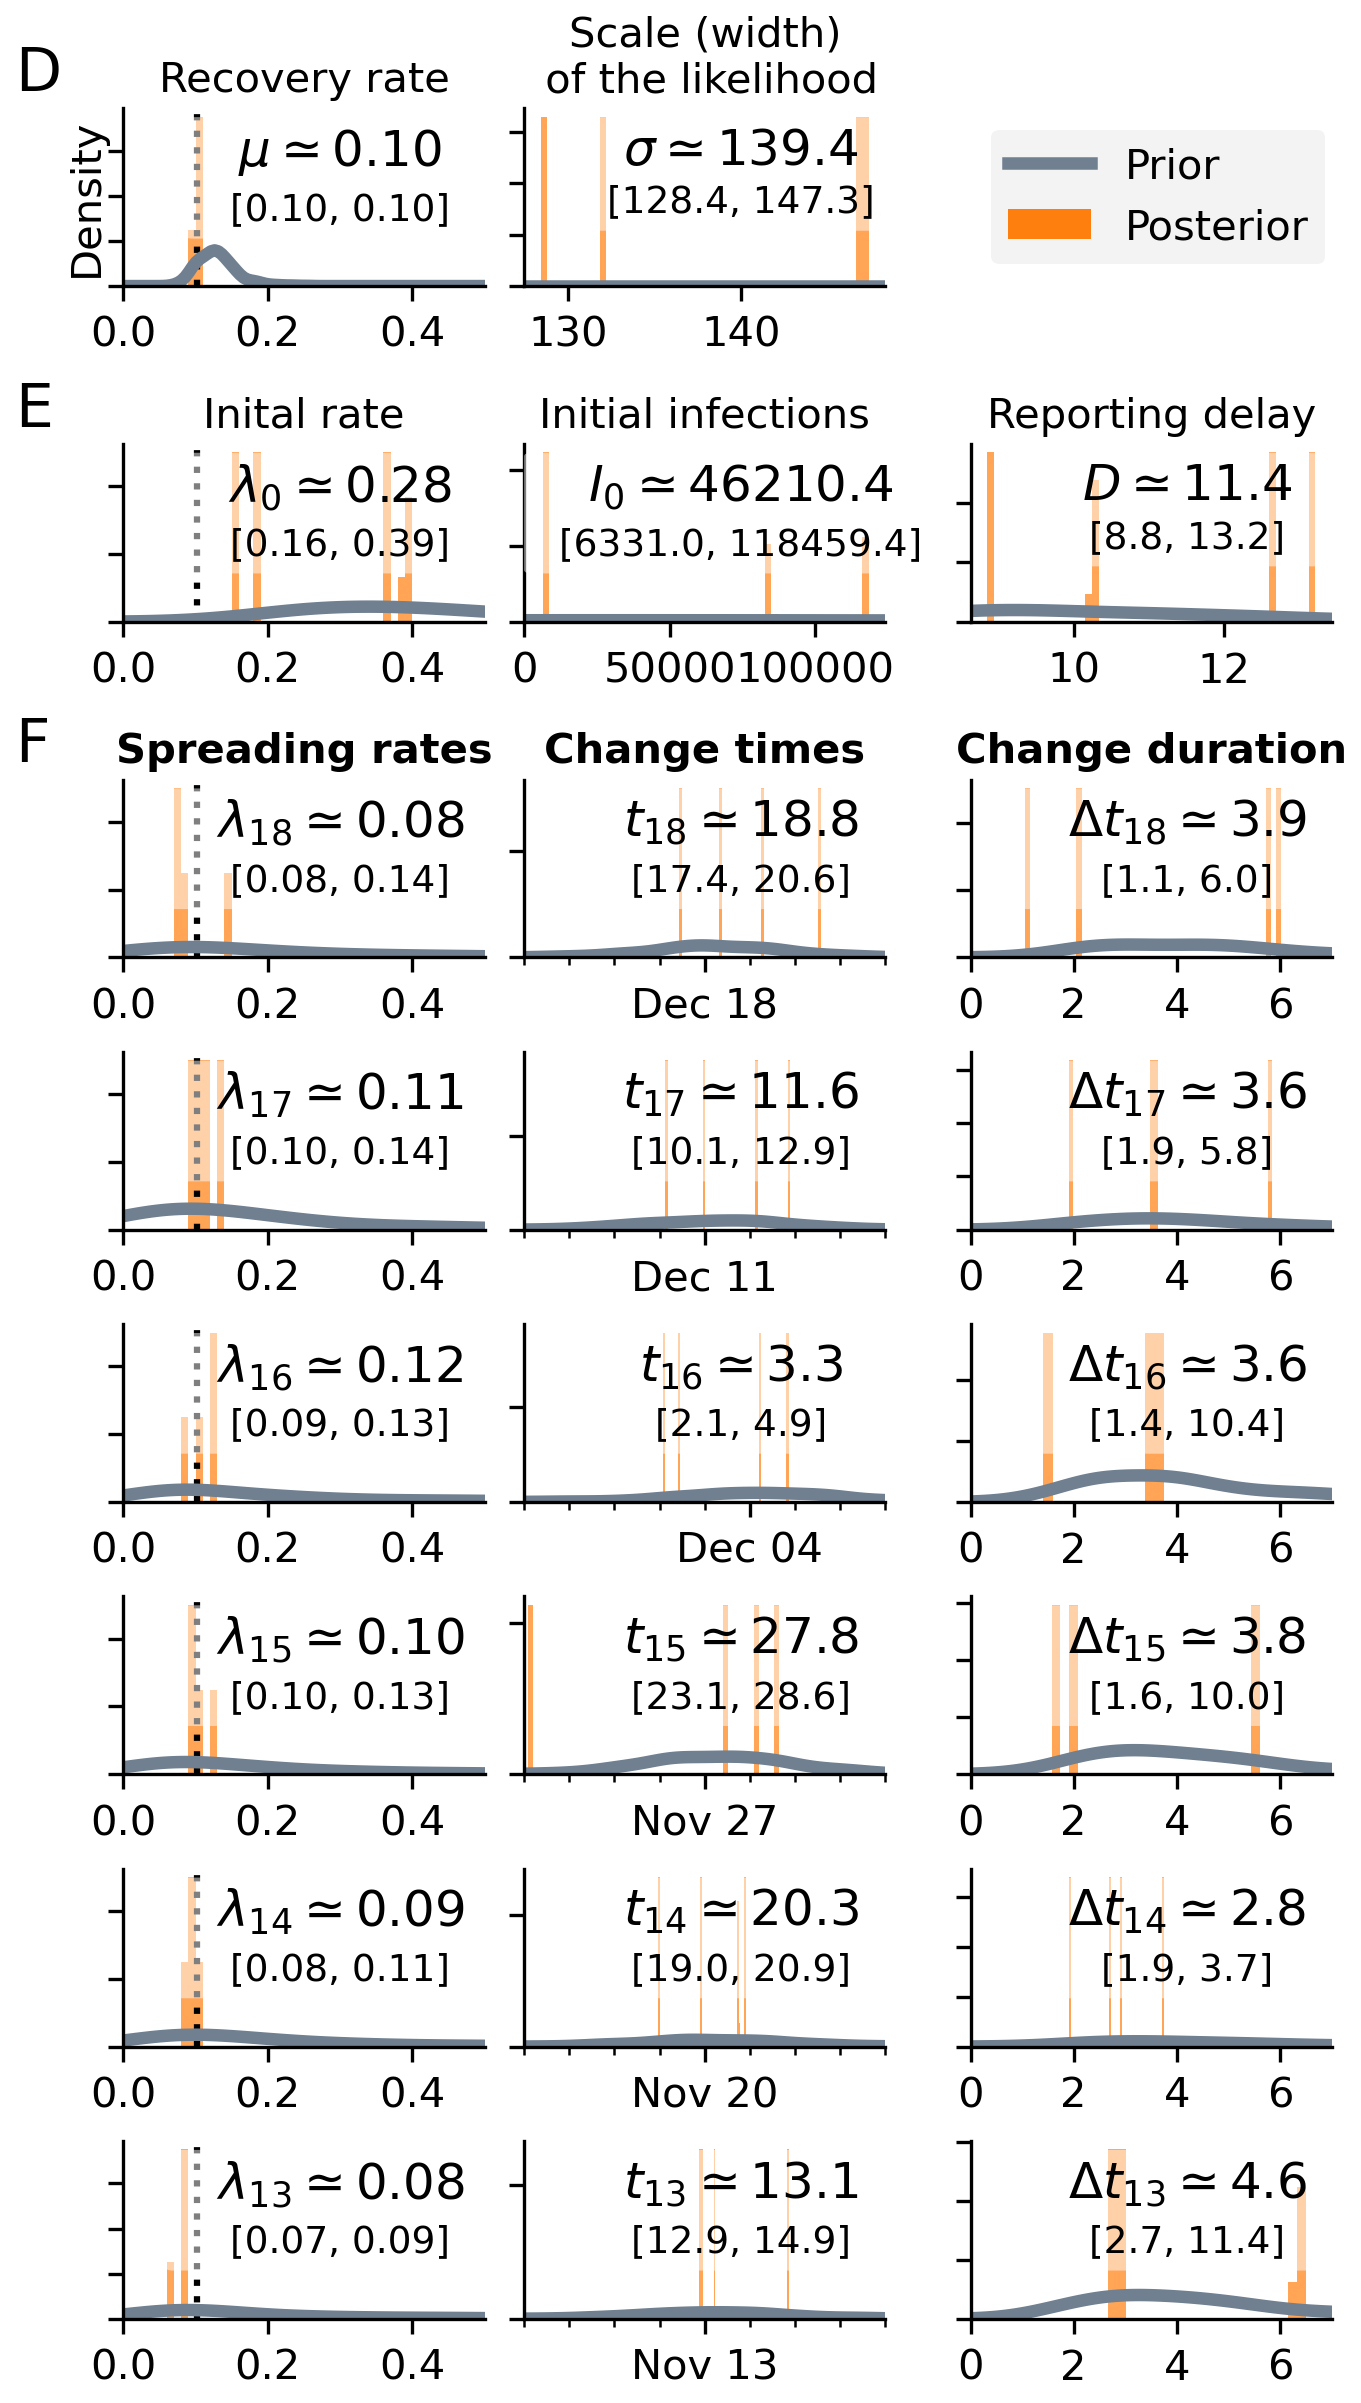 D
Recovery rate
Scale (width)
of the likelihood
Density
μ ≃ 0.10
[0.10, 0.10]
0.0 0.2 0.4
σ ≃ 139.4
[128.4, 147.3]
130 140
Prior
Posterior
E
Inital rate
Initial infections
Reporting delay
λ0 ≃ 0.28
[0.16, 0.39]
0.0 0.2 0.4
I0 ≃ 46210.4
[6331.0, 118459.4]
0 50000 100000
D ≃ 11.4
[8.8, 13.2]
10 12
F
Spreading rates
Change times
Change duration
λ18 ≃ 0.08
[0.08, 0.14]
0.0 0.2 0.4
t18 ≃ 18.8
[17.4, 20.6]
Dec 18
Δt18 ≃ 3.9
[1.1, 6.0]
0 2 4 6
λ17 ≃ 0.11
[0.10, 0.14]
0.0 0.2 0.4
t17 ≃ 11.6
[10.1, 12.9]
Dec 11
Δt17 ≃ 3.6
[1.9, 5.8]
0 2 4 6
λ16 ≃ 0.12
[0.09, 0.13]
0.0 0.2 0.4
t16 ≃ 3.3
[2.1, 4.9]
Dec 04
Δt16 ≃ 3.6
[1.4, 10.4]
0 2 4 6
λ15 ≃ 0.10
[0.10, 0.13]
0.0 0.2 0.4
t15 ≃ 27.8
[23.1, 28.6]
Nov 27
Δt15 ≃ 3.8
[1.6, 10.0]
0 2 4 6
λ14 ≃ 0.09
[0.08, 0.11]
0.0 0.2 0.4
t14 ≃ 20.3
[19.0, 20.9]
Nov 20
Δt14 ≃ 2.8
[1.9, 3.7]
0 2 4 6
λ13 ≃ 0.08
[0.07, 0.09]
0.0 0.2 0.4
t13 ≃ 13.1
[12.9, 14.9]
Nov 13
Δt13 ≃ 4.6
[2.7, 11.4]
0 2 4 6